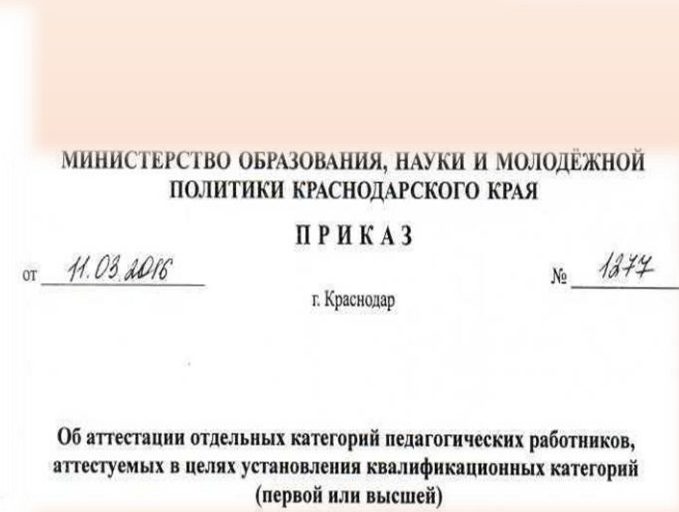 МИНИСТЕРСТВО ОБРАЗОВАНИЯ, НАУКИ И МОЛОДЁЖНОЙ
ПОЛИТИКИ КРАСНОДАРСКОГО КРАЯ
ПРИКАЗ
от 11.03.2016 № 1277
г. Краснодар
Об аттестации отдельных категорий педагогических работников,
аттестуемых в целях установления квалификационных категорий
(первой или высшей)